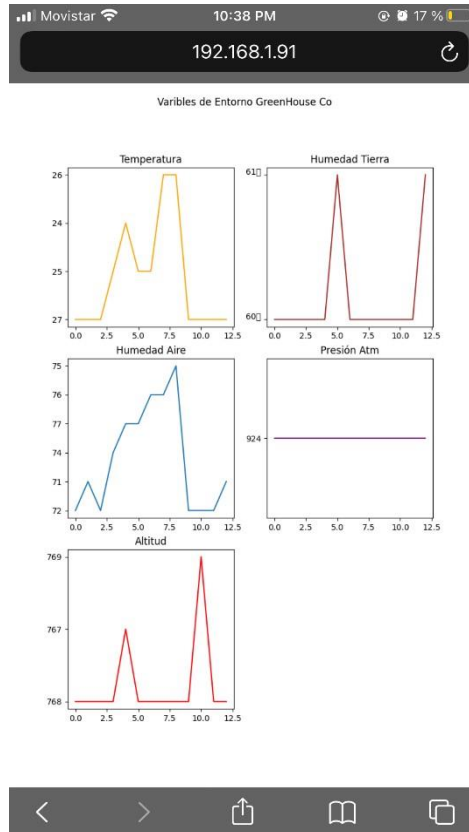 Movistar 10:38 PM 17 %
192.168.1.91
Varibles de Entorno GreenHouse Co
Temperatura
26
24
25
27
0.0 2.5 5.0 7.5 10.0 12.5
Humedad Tierra
61▯
60▯
0.0 2.5 5.0 7.5 10.0 12.5
Humedad Aire
75
76
77
74
71
72
0.0 2.5 5.0 7.5 10.0 12.5
Presión Atm
924
0.0 2.5 5.0 7.5 10.0 12.5
Altitud
769
767
768
0.0 2.5 5.0 7.5 10.0 12.5